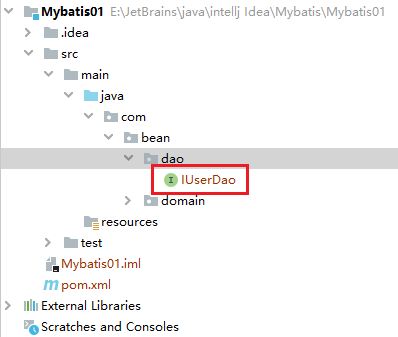 Mybatis01 E:\JetBrains\java\intellj Idea\Mybatis\Mybatis01
.idea
src
main
java
com
bean
dao
IUserDao
domain
resources
test
Mybatis01.iml
pom.xml
External Libraries
Scratches and Consoles